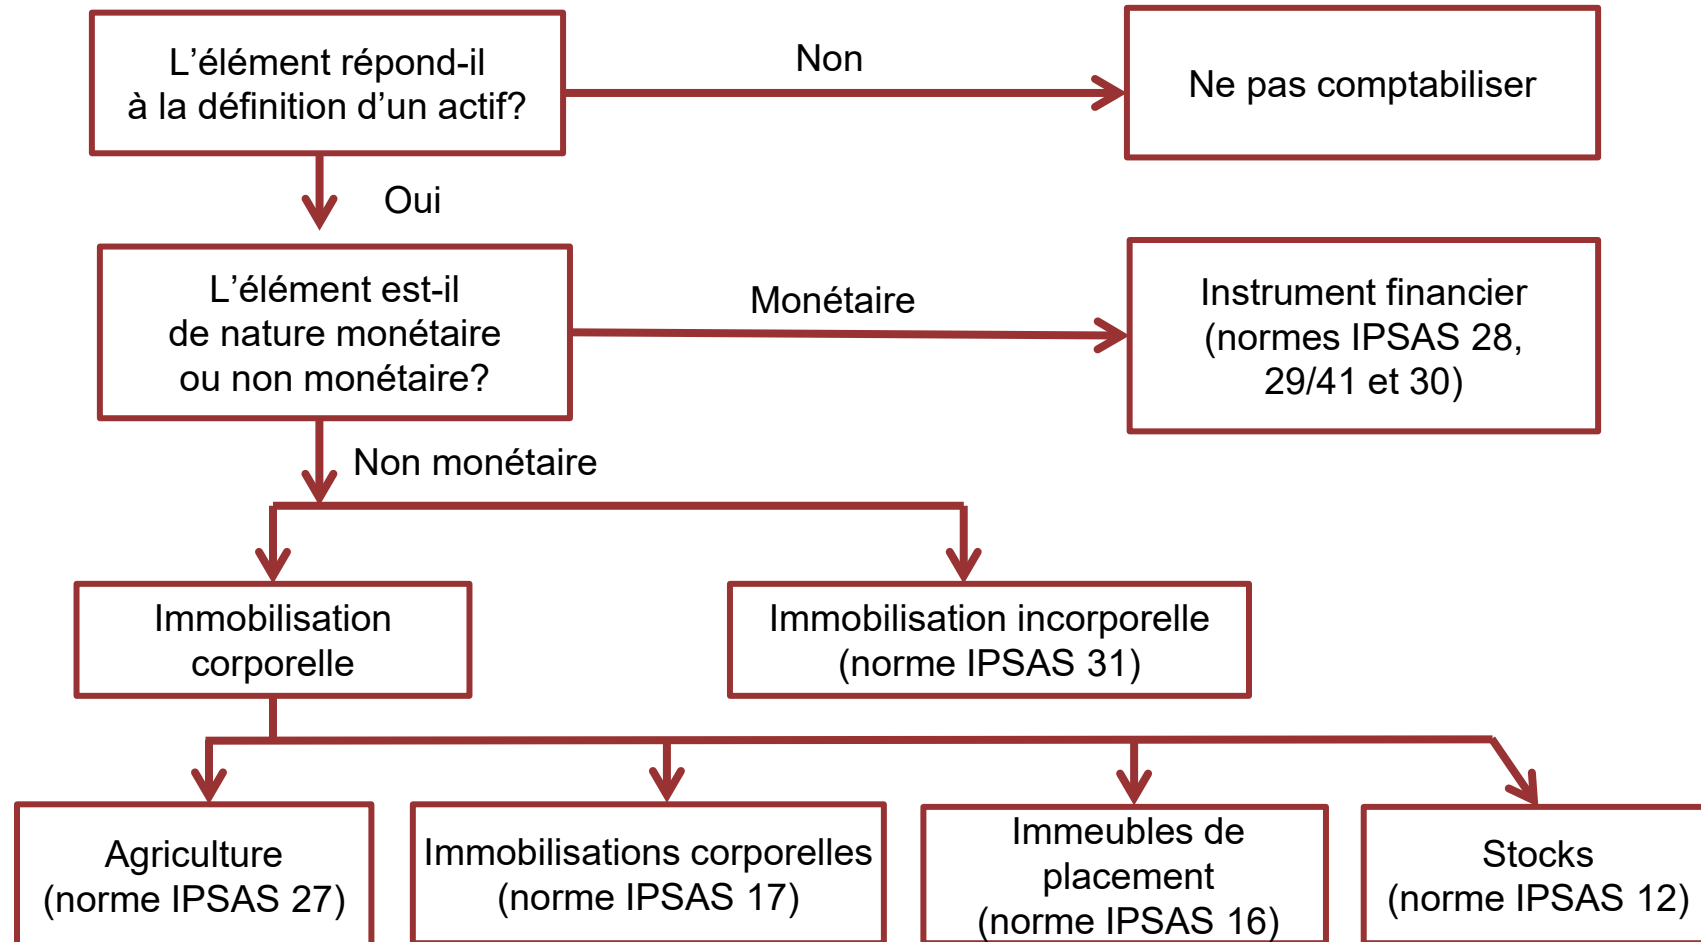 L’élément répond-il
à la définition d’un actif?
Non
Ne pas comptabiliser
Oui
L’élément est-il
de nature monétaire
ou non monétaire?
Monétaire
Instrument financier
(normes IPSAS 28,
29/41 et 30)
Non monétaire
Immobilisation
corporelle
Immobilisation incorporelle
(norme IPSAS 31)
Agriculture
(norme IPSAS 27)
Immobilisations corporelles
(norme IPSAS 17)
Immeubles de
placement
(norme IPSAS 16)
Stocks
(norme IPSAS 12)